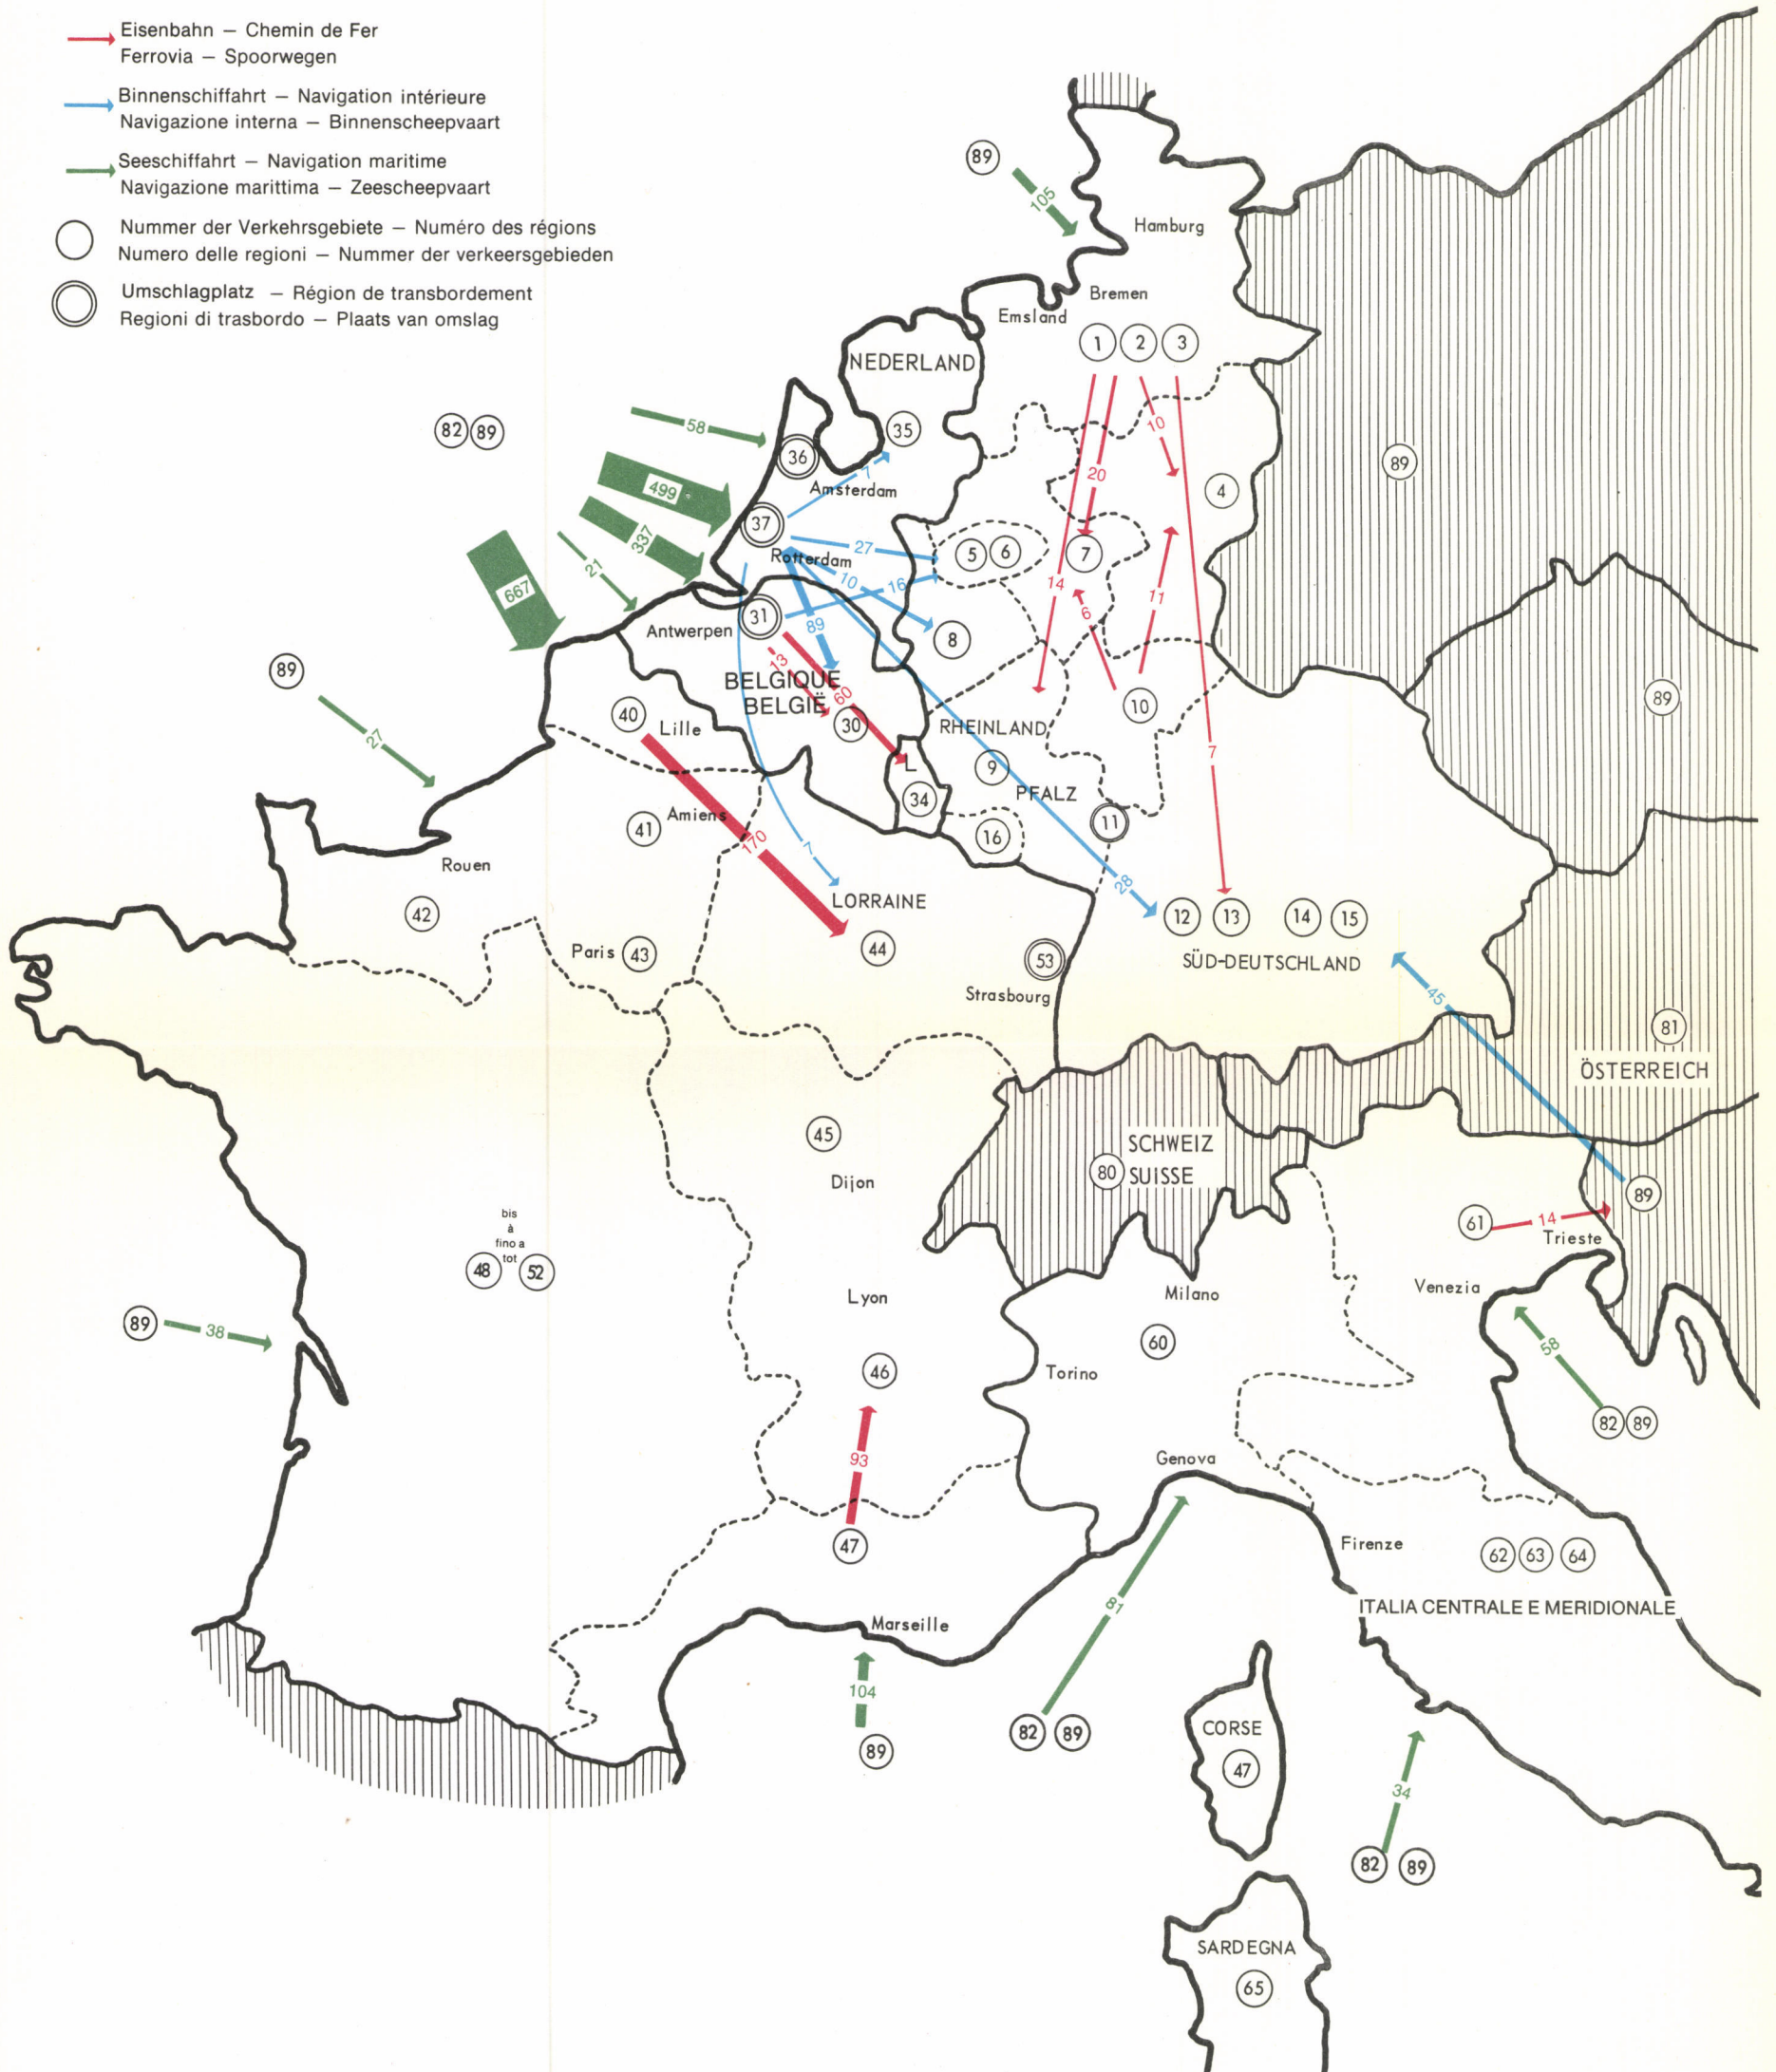 Eisenbahn — Chemin de Fer
Ferrovia — Spoorwegen
Binnenschiffahrt — Navigation intérieure
Navigazione interna — Binnenscheepvaart
Seeschiffahrt — Navigation maritime
Navigazione marittima — Zeescheepvaart
Nummer der Verkehrsgebiete — Numéro des régions
Numero delle regioni — Nummer der verkeersgebieden
Umschlagplatz — Région de transbordement
Regioni di trasbordo — Plaats van omslag
89
105
Hamburg
Bremen
Emsland
1 2 3
NEDERLAND
82 89
58
35
36
10
20
89
4
7
Amsterdam
499
337
37
27
Rotterdam
5 6
7
21
667
10
16
14
6
11
31
Antwerpen
89
8
13
BELGIQUE
BELGIË
60
30
89
27
40
Lille
10
89
RHEINLAND
7
L
9
34
PFALZ
41
Amiens
170
16
11
7
Rouen
42
28
LORRAINE
44
12 13 14 15
SÜD-DEUTSCHLAND
Paris 43
53
Strasbourg
45
81
ÖSTERREICH
45
Dijon
SCHWEIZ
80 SUISSE
bis
à
fino a
tot
48 52
89
61
14
Trieste
Venezia
Milano
Lyon
89
38
60
58
46
Torino
82 89
93
Genova
47
Firenze
62 63 64
ITALIA CENTRALE E MERIDIONALE
81
Marseille
104
89
82 89
CORSE
47
34
82 89
SARDEGNA
65